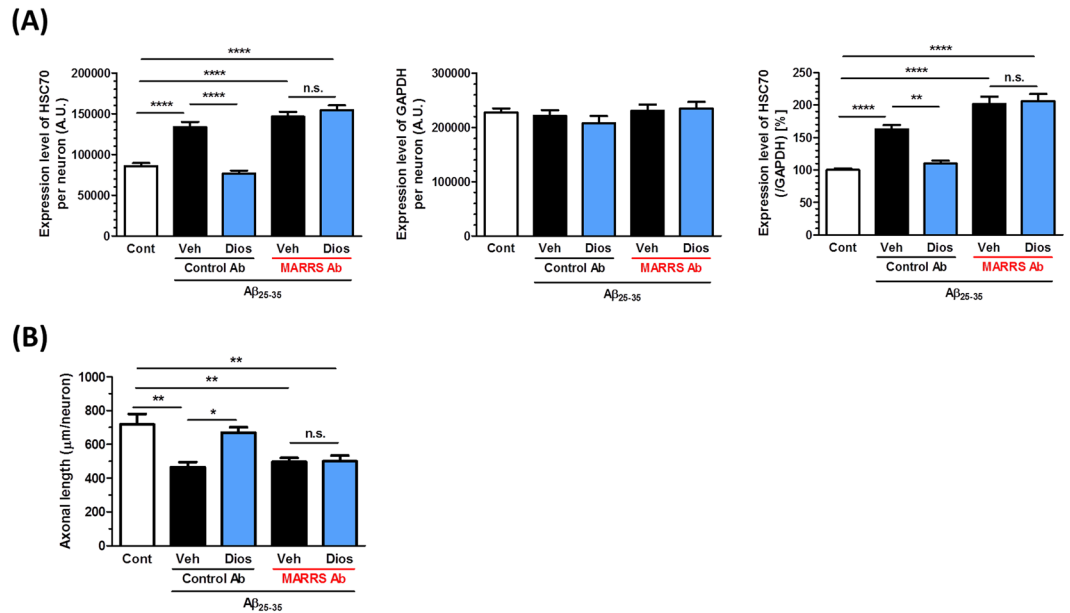 (A)
Expression level of HSC70
per neuron (A.U.)
200000
150000
100000
50000
0
****
****
**** ****
n.s.
Cont Veh Dios Veh Dios
Control Ab MARRS Ab
Aβ25-35
Expression level of GAPDH
per neuron (A.U.)
300000
200000
100000
0
Cont Veh Dios Veh Dios
Control Ab MARRS Ab
Aβ25-35
Expression level of HSC70
(/GAPDH) [%]
250
200
150
100
50
0
****
****
n.s.
**** **
Cont Veh Dios Veh Dios
Control Ab MARRS Ab
Aβ25-35
(B)
Axonal length (μm/neuron)
1000
800
600
400
200
0
**
**
** *
n.s.
Cont Veh Dios Veh Dios
Control Ab MARRS Ab
Aβ25-35